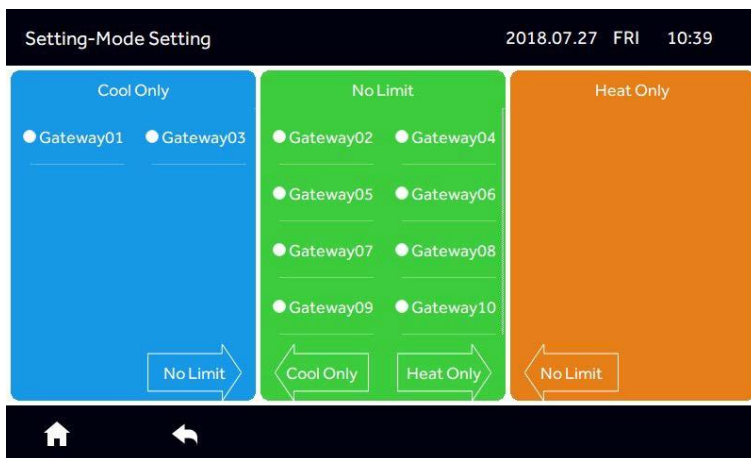 Setting-Mode Setting
2018.07.27 FRI 10:39
Cool Only
Gateway01 Gateway03
No Limit
No Limit
Gateway02 Gateway04
Gateway05 Gateway06
Gateway07 Gateway08
Gateway09 Gateway10
Cool Only
Heat Only
Heat Only
No Limit